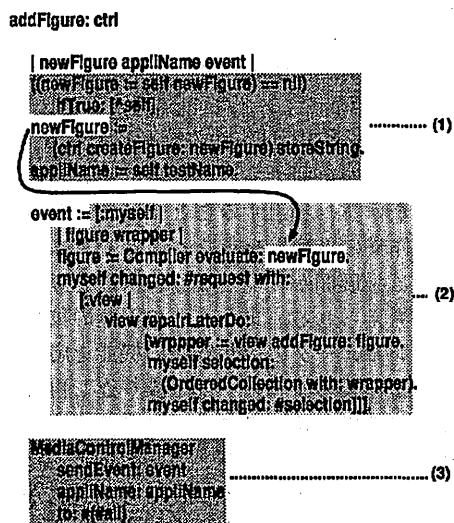 addFigure: ctrl
| newFigure appliName event |
((newFigure := self newFigure) == nil)
ifTrue: [^self].
newFigure :=
(ctrl createFigure: newFigure) storeString.
appliName := self testName.
(1)
event := [:myself |
| figure wrapper |
figure := Compiler evaluate: newFigure.
myself changed: #request with:
[:view |
view repairLaterDo:
[wrppper := view addFigure: figure.
myself selection:
(OrderedCollection with: wrapper).
myself changed: #selection]]].
(2)
MediaControlManager
sendEvent: event
appliName: appliName
to: #(#all).
(3)